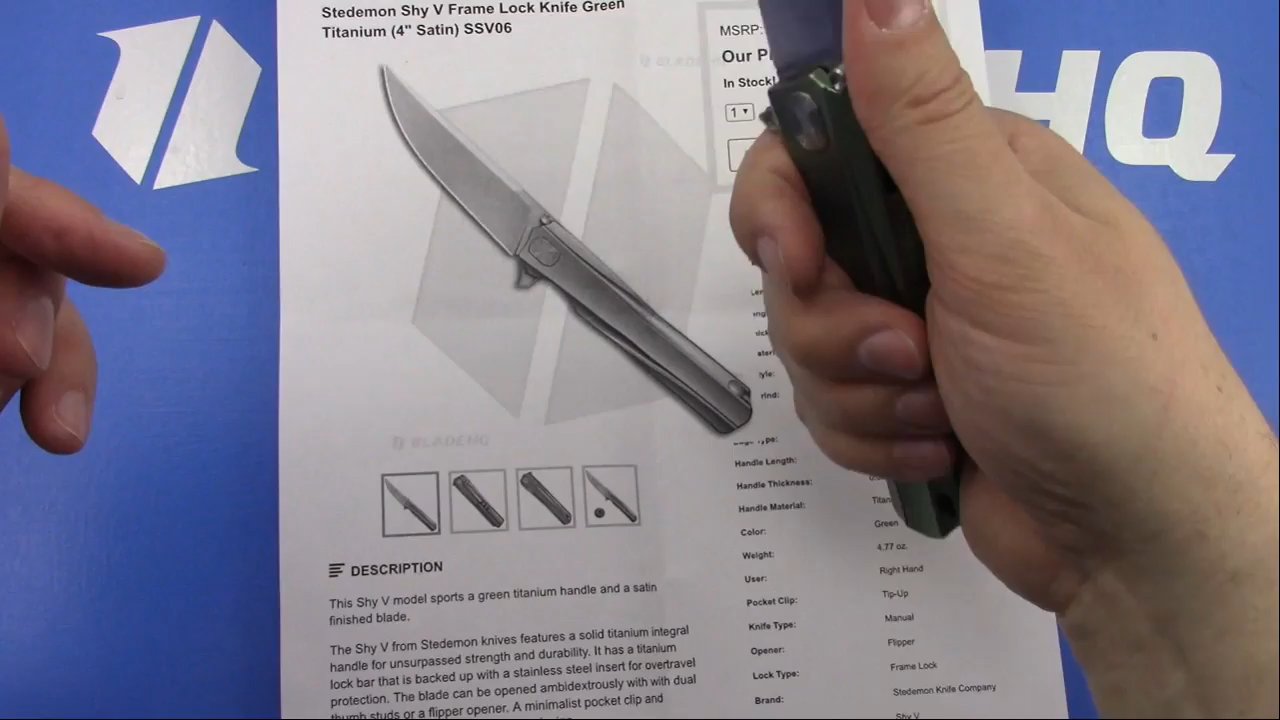 Stedemon Shy V Frame Lock Knife Green
Titanium (4" Satin) SSV06
MSRP:
Our
In Stock!
1
HQ
BLADEHQ
Edge Type:
Handle Length:
Handle Thickness:
Handle Material: Titan
Color: Green
Weight: 4.77 oz.
User: Right Hand
Pocket Clip: Tip-Up
Knife Type: Manual
Opener: Flipper
Lock Type: Frame Lock
Brand: Stedemon Knife Company
Shy V
DESCRIPTION
This Shy V model sports a green titanium handle and a satin
finished blade.
The Shy V from Stedemon knives features a solid titanium integral
handle for unsurpassed strength and durability. It has a titanium
lock bar that is backed up with a stainless steel insert for overtravel
protection. The blade can be opened ambidextrously with with dual
thumb studs or a flipper opener. A minimalist pocket clip and